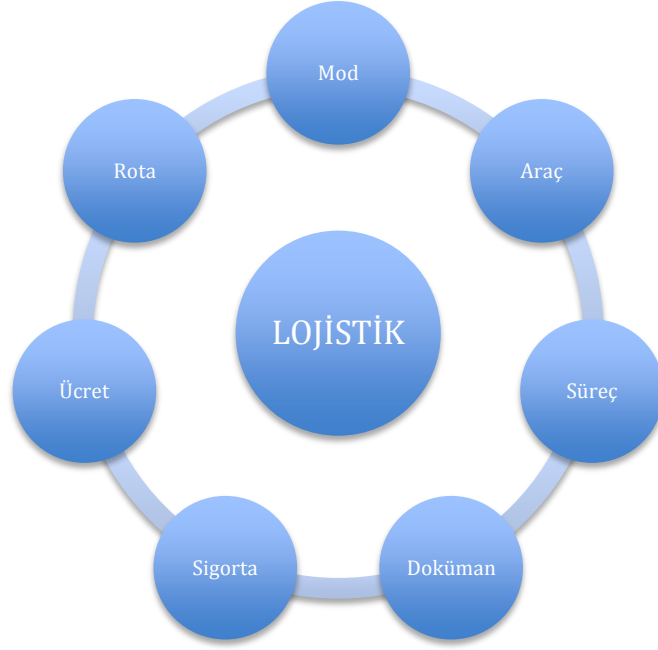 Mod
Araç
Süreç
Doküman
Sigorta
Ücret
Rota
LOJİSTİK